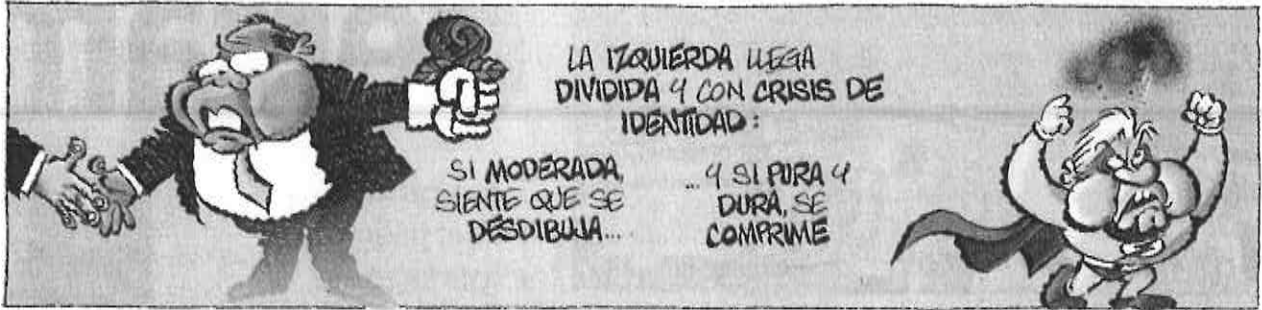 LA IZQUIERDA LLEGA
DIVIDIDA Y CON CRISIS DE
IDENTIDAD:
SI MODERADA,
SIENTE QUE SE
DESDIBUJA...
...Y SI PURA Y
DURA, SE
COMPRIME